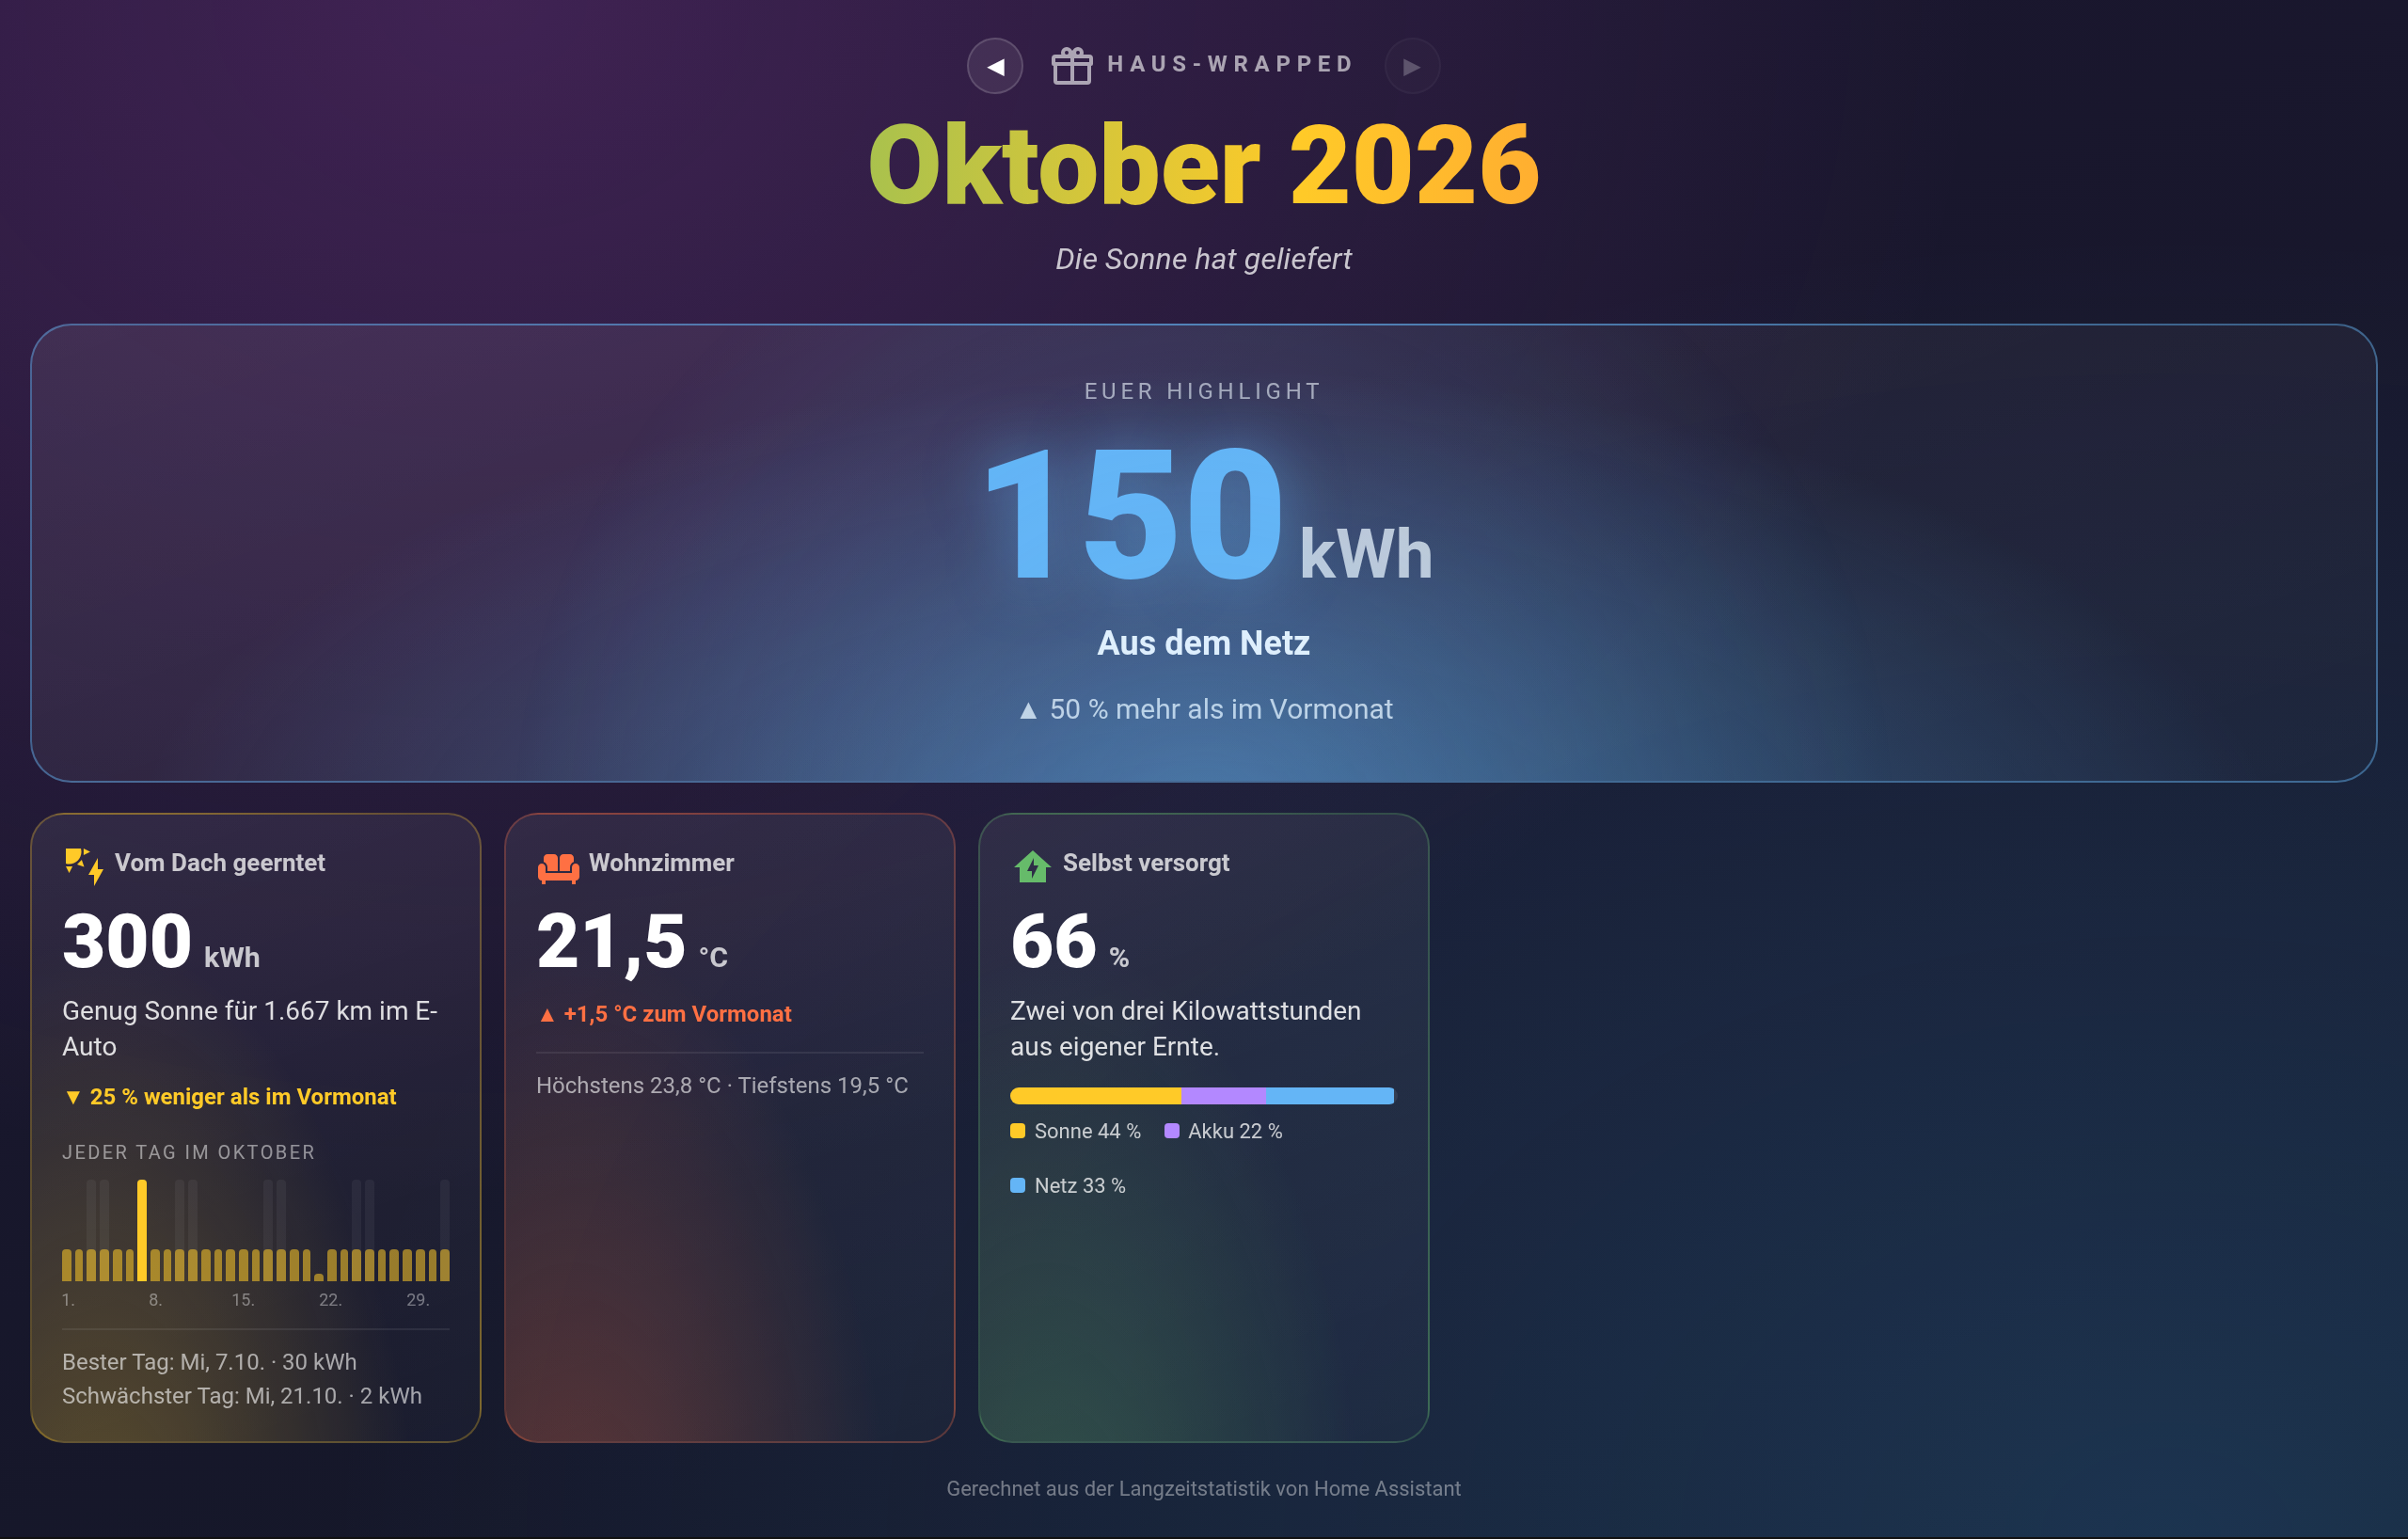 ◀ HAUS-WRAPPED ▶
Oktober 2026
Die Sonne hat geliefert
EUER HIGHLIGHT
150 kWh
Aus dem Netz
▲ 50 % mehr als im Vormonat
Vom Dach geerntet
300 kWh
Genug Sonne für 1.667 km im E-
Auto
▼ 25 % weniger als im Vormonat
JEDER TAG IM OKTOBER
1. 8. 15. 22. 29.
Bester Tag: Mi, 7.10. · 30 kWh
Schwächster Tag: Mi, 21.10. · 2 kWh
Wohnzimmer
21,5 °C
▲ +1,5 °C zum Vormonat
Höchstens 23,8 °C · Tiefstens 19,5 °C
Selbst versorgt
66 %
Zwei von drei Kilowattstunden
aus eigener Ernte.
Sonne 44 % Akku 22 %
Netz 33 %
Gerechnet aus der Langzeitstatistik von Home Assistant